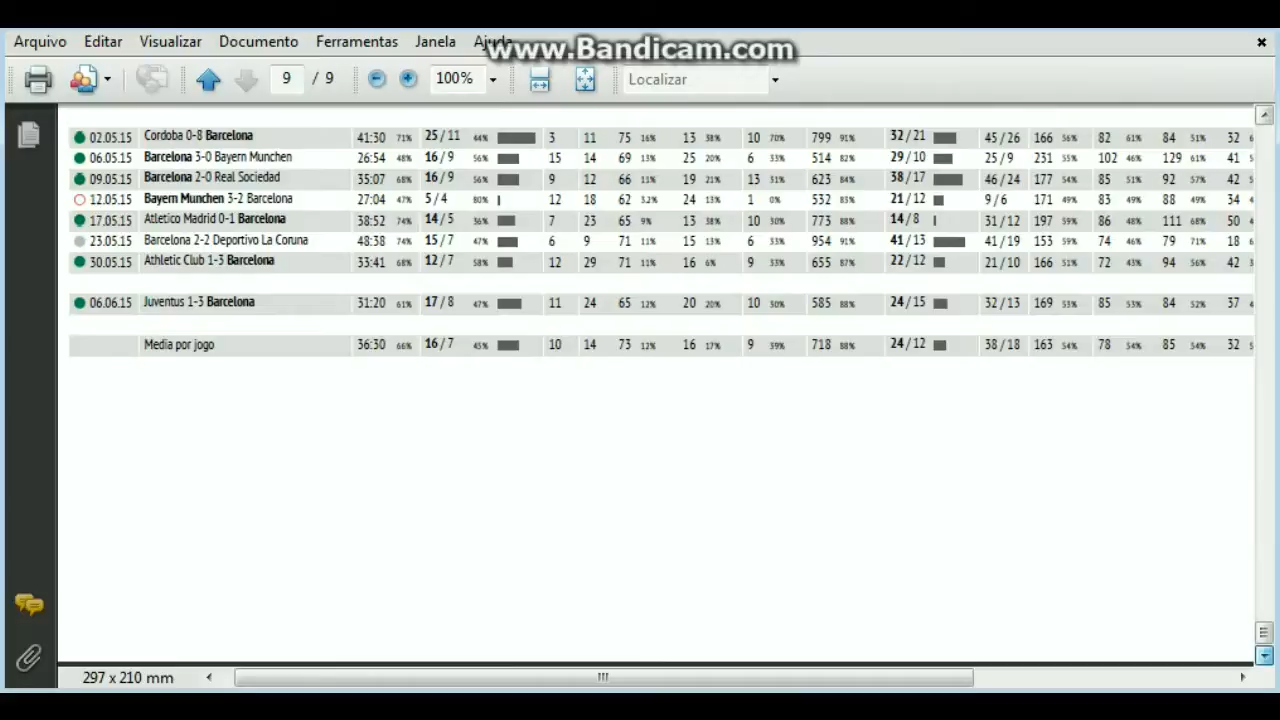 www.Bandicam.com
Arquivo Editar Visualizar Documento Ferramentas Janela Ajuda
9 / 9 100% Localizar
02.05.15 Cordoba 0-8 Barcelona 41:30 71% 25/11 44% 3 11 75 16% 13 38% 10 70% 799 91% 32/21 45/26 166 56% 82 61% 84 51% 32
06.05.15 Barcelona 3-0 Bayern Munchen 26:54 48% 16/9 56% 15 14 69 13% 25 20% 6 33% 514 82% 29/10 25/9 231 55% 102 46% 129 61% 41
09.05.15 Barcelona 2-0 Real Sociedad 35:07 68% 16/9 56% 9 12 66 11% 19 21% 13 31% 623 84% 38/17 46/24 177 54% 85 51% 92 57% 42
12.05.15 Bayern Munchen 3-2 Barcelona 27:04 47% 5/4 80% 12 18 62 3.2% 24 13% 1 0% 532 83% 21/12 9/6 171 49% 83 49% 88 49% 34
17.05.15 Atletico Madrid 0-1 Barcelona 38:52 74% 14/5 36% 7 23 65 9% 13 38% 10 30% 773 88% 14/8 31/12 197 59% 86 48% 111 68% 50
23.05.15 Barcelona 2-2 Deportivo La Coruna 48:38 74% 15/7 47% 6 9 71 11% 15 13% 6 33% 954 91% 41/13 41/19 153 59% 74 46% 79 71% 18
30.05.15 Athletic Club 1-3 Barcelona 33:41 68% 12/7 58% 12 29 71 11% 16 6% 9 33% 655 87% 22/12 21/10 166 51% 72 43% 94 56% 42
06.06.15 Juventus 1-3 Barcelona 31:20 61% 17/8 47% 11 24 65 12% 20 20% 10 30% 585 88% 24/15 32/13 169 53% 85 53% 84 52% 37
Media por jogo 36:30 66% 16/7 45% 10 14 73 12% 16 17% 9 39% 718 88% 24/12 38/18 163 54% 78 54% 85 54% 32
297 x 210 mm